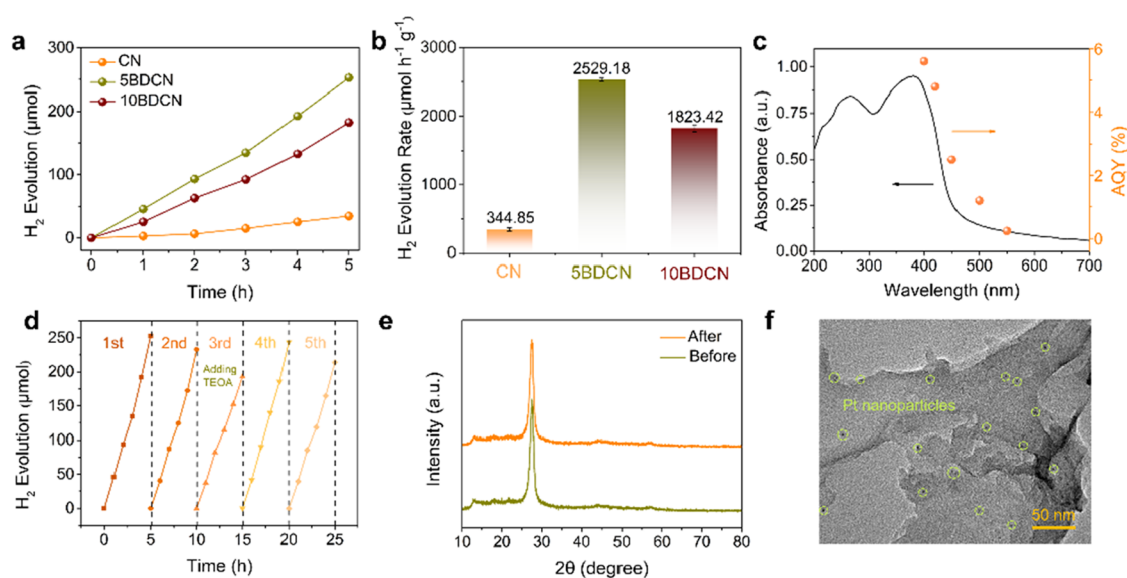 a
H₂ Evolution (μmol)
300
200
100
0
CN
5BDCN
10BDCN
0 1 2 3 4 5
Time (h)
b
H₂ Evolution Rate (μmol h⁻¹ g⁻¹)
3000
2000
1000
0
344.85
2529.18
1823.42
CN 5BDCN 10BDCN
c
Absorbance (a.u.)
1.00
0.75
0.50
0.25
0.00
6
4
2
0
AQY (%)
200 300 400 500 600 700
Wavelength (nm)
d
H₂ Evolution (μmol)
250
200
150
100
50
0
1st 2nd 3rd 4th 5th
Adding
TEOA
0 5 10 15 20 25
Time (h)
e
Intensity (a.u.)
After
Before
10 20 30 40 50 60 70 80
2θ (degree)
f
Pt nanoparticles
50 nm